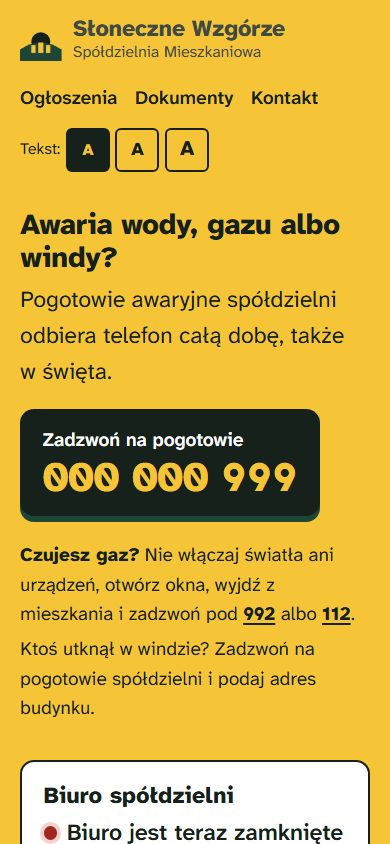 Słoneczne Wzgórze
Spółdzielnia Mieszkaniowa
Ogłoszenia Dokumenty Kontakt
Tekst: A A A
Awaria wody, gazu albo
windy?
Pogotowie awaryjne spółdzielni
odbiera telefon całą dobę, także
w święta.
Zadzwoń na pogotowie
000 000 999
Czujesz gaz? Nie włączaj światła ani
urządzeń, otwórz okna, wyjdź z
mieszkania i zadzwoń pod 992 albo 112.
Ktoś utknął w windzie? Zadzwoń na
pogotowie spółdzielni i podaj adres
budynku.
Biuro spółdzielni
Biuro jest teraz zamknięte